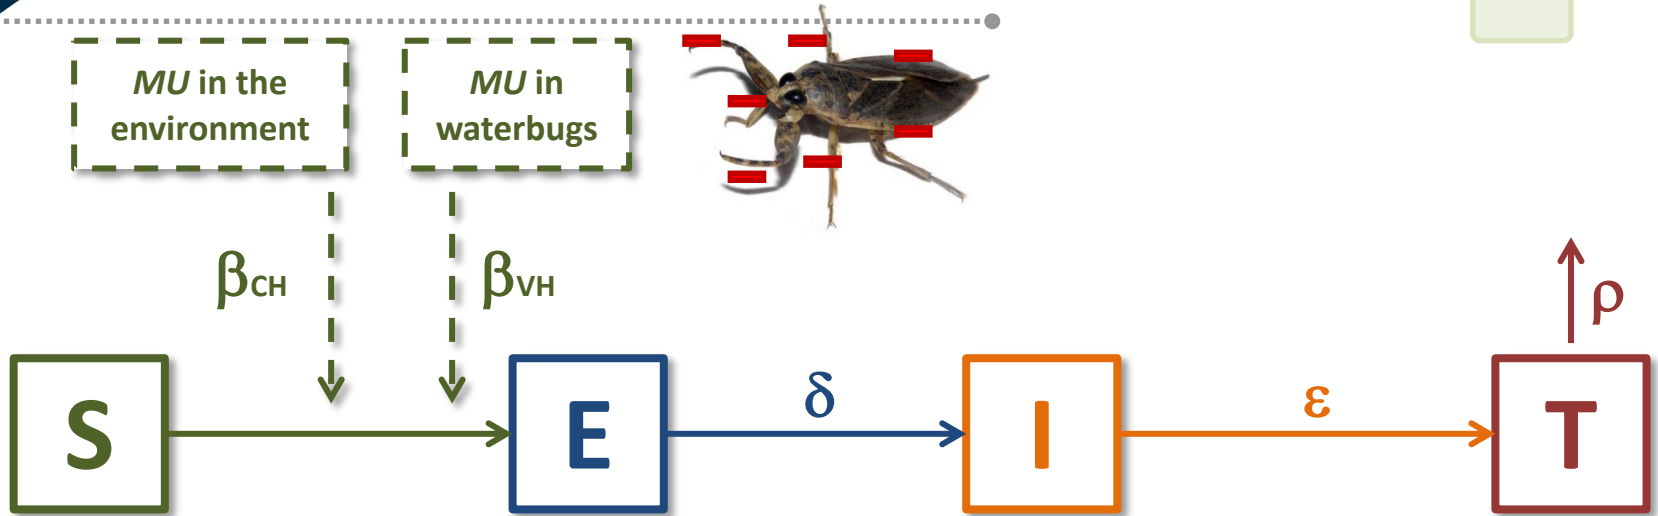 MU in the
environment
MU in
waterbugs
βCH
βVH
ρ
S
E
δ
I
ε
T